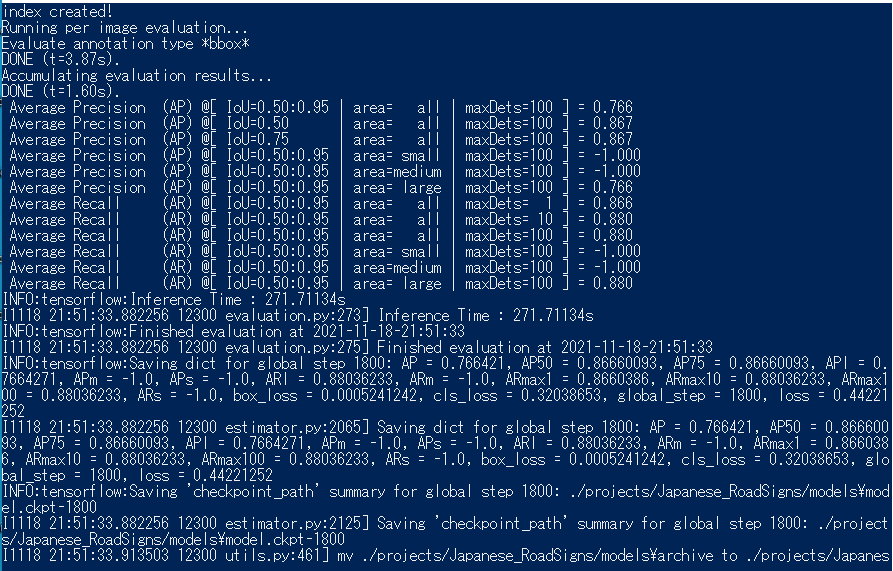 index created!
Running per image evaluation...
Evaluate annotation type *bbox*
DONE (t=3.87s).
Accumulating evaluation results...
DONE (t=1.60s).
Average Precision  (AP) @[ IoU=0.50:0.95 | area=   all | maxDets=100 ] = 0.766
Average Precision  (AP) @[ IoU=0.50      | area=   all | maxDets=100 ] = 0.867
Average Precision  (AP) @[ IoU=0.75      | area=   all | maxDets=100 ] = 0.867
Average Precision  (AP) @[ IoU=0.50:0.95 | area= small | maxDets=100 ] = -1.000
Average Precision  (AP) @[ IoU=0.50:0.95 | area=medium | maxDets=100 ] = -1.000
Average Precision  (AP) @[ IoU=0.50:0.95 | area= large | maxDets=100 ] = 0.766
Average Recall     (AR) @[ IoU=0.50:0.95 | area=   all | maxDets=  1 ] = 0.866
Average Recall     (AR) @[ IoU=0.50:0.95 | area=   all | maxDets= 10 ] = 0.880
Average Recall     (AR) @[ IoU=0.50:0.95 | area=   all | maxDets=100 ] = 0.880
Average Recall     (AR) @[ IoU=0.50:0.95 | area= small | maxDets=100 ] = -1.000
Average Recall     (AR) @[ IoU=0.50:0.95 | area=medium | maxDets=100 ] = -1.000
Average Recall     (AR) @[ IoU=0.50:0.95 | area= large | maxDets=100 ] = 0.880
INFO:tensorflow:Inference Time : 271.71134s
I1118 21:51:33.882256 12300 evaluation.py:273] Inference Time : 271.71134s
INFO:tensorflow:Finished evaluation at 2021-11-18-21:51:33
I1118 21:51:33.882256 12300 evaluation.py:275] Finished evaluation at 2021-11-18-21:51:33
INFO:tensorflow:Saving dict for global step 1800: AP = 0.766421, AP50 = 0.86660093, AP75 = 0.86660093, APl = 0.
7664271, APm = -1.0, APs = -1.0, ARl = 0.88036233, ARm = -1.0, ARmax1 = 0.8660386, ARmax10 = 0.88036233, ARmax1
00 = 0.88036233, ARs = -1.0, box_loss = 0.0005241242, cls_loss = 0.32038653, global_step = 1800, loss = 0.44221
252
I1118 21:51:33.882256 12300 estimator.py:2065] Saving dict for global step 1800: AP = 0.766421, AP50 = 0.866600
93, AP75 = 0.86660093, APl = 0.7664271, APm = -1.0, APs = -1.0, ARl = 0.88036233, ARm = -1.0, ARmax1 = 0.866038
6, ARmax10 = 0.88036233, ARmax100 = 0.88036233, ARs = -1.0, box_loss = 0.0005241242, cls_loss = 0.32038653, glo
bal_step = 1800, loss = 0.44221252
INFO:tensorflow:Saving 'checkpoint_path' summary for global step 1800: ./projects/Japanese_RoadSigns/models¥mod
el.ckpt-1800
I1118 21:51:33.882256 12300 estimator.py:2125] Saving 'checkpoint_path' summary for global step 1800: ./project
s/Japanese_RoadSigns/models¥model.ckpt-1800
I1118 21:51:33.913503 12300 utils.py:461] mv ./projects/Japanese_RoadSigns/models¥archive to ./projects/Japanes